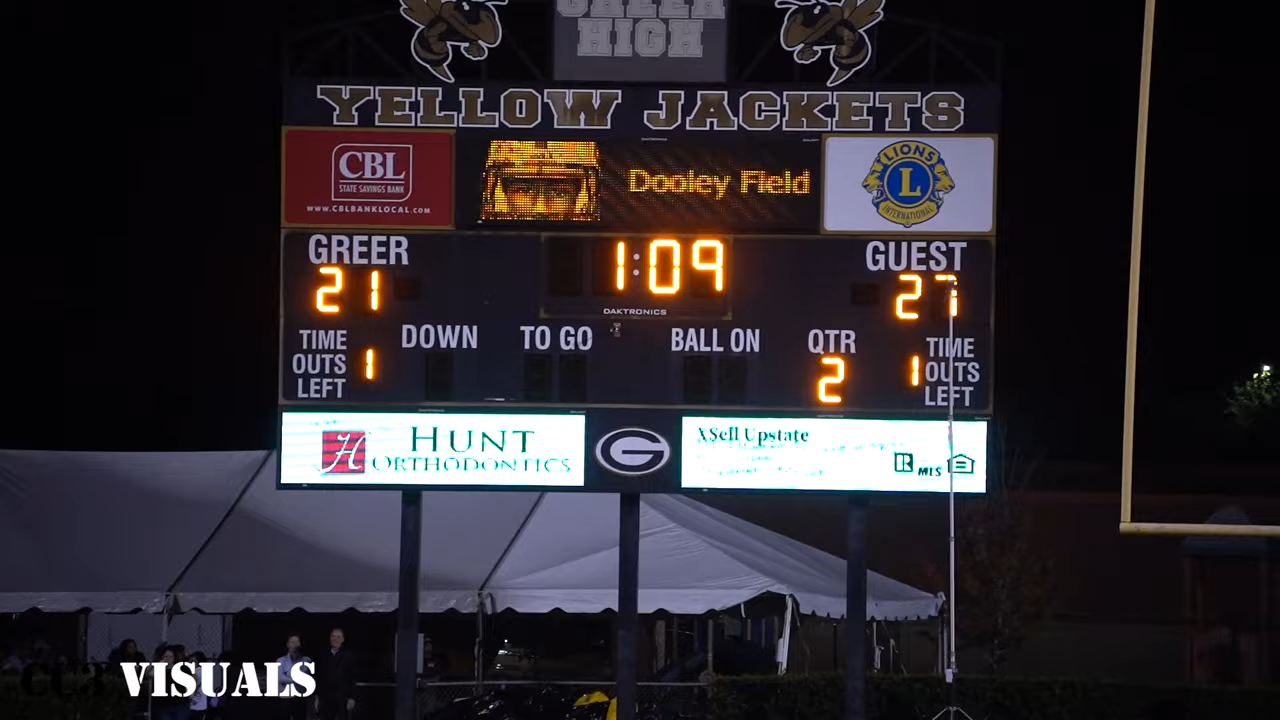 GREER
HIGH
YELLOW JACKETS
CBL
STATE SAVINGS BANK
WWW.CBLBANKLOCAL.COM
Dooley Field
LIONS
L
INTERNATIONAL
GREER
21
1:09
GUEST
27
DAKTRONICS
TIME OUTS LEFT 1
DOWN
TO GO
BALL ON
QTR
2
1 TIME OUTS LEFT
H HUNT
ORTHODONTICS
G
XSell Upstate
R MLS
CC3 VISUALS